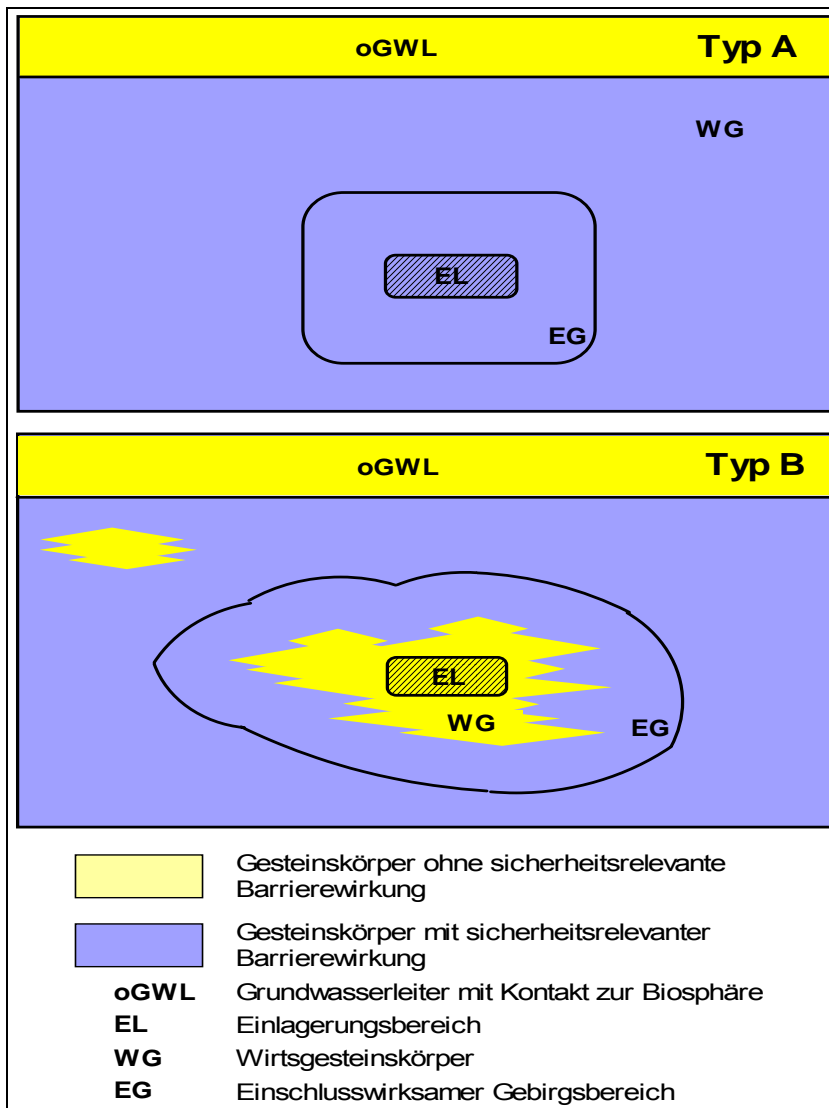 oGWL Typ A
WG
EL
EG
oGWL Typ B
EL
WG EG
Gesteinskörper ohne sicherheitsrelevante
Barrierewirkung
Gesteinskörper mit sicherheitsrelevanter
Barrierewirkung
oGWL Grundwasserleiter mit Kontakt zur Biosphäre
EL Einlagerungsbereich
WG Wirtsgesteinskörper
EG Einschlusswirksamer Gebirgsbereich